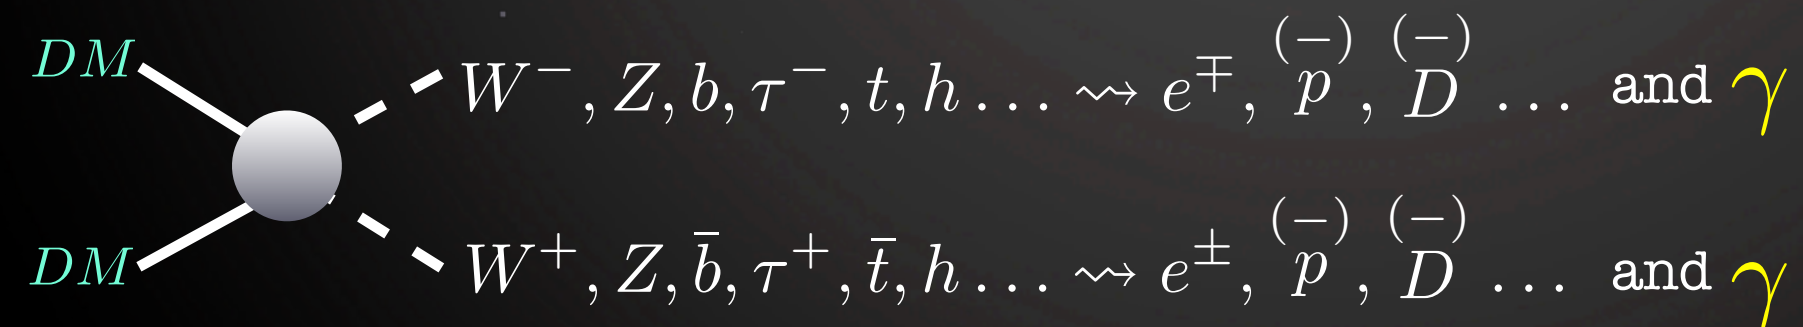 DM W⁻, Z, b, τ⁻, t, h ... ⇝ e^∓, p^(−), D^(−) ... and γ
DM W⁺, Z, b̄, τ⁺, t̄, h ... ⇝ e^±, p^(−), D^(−) ... and γ